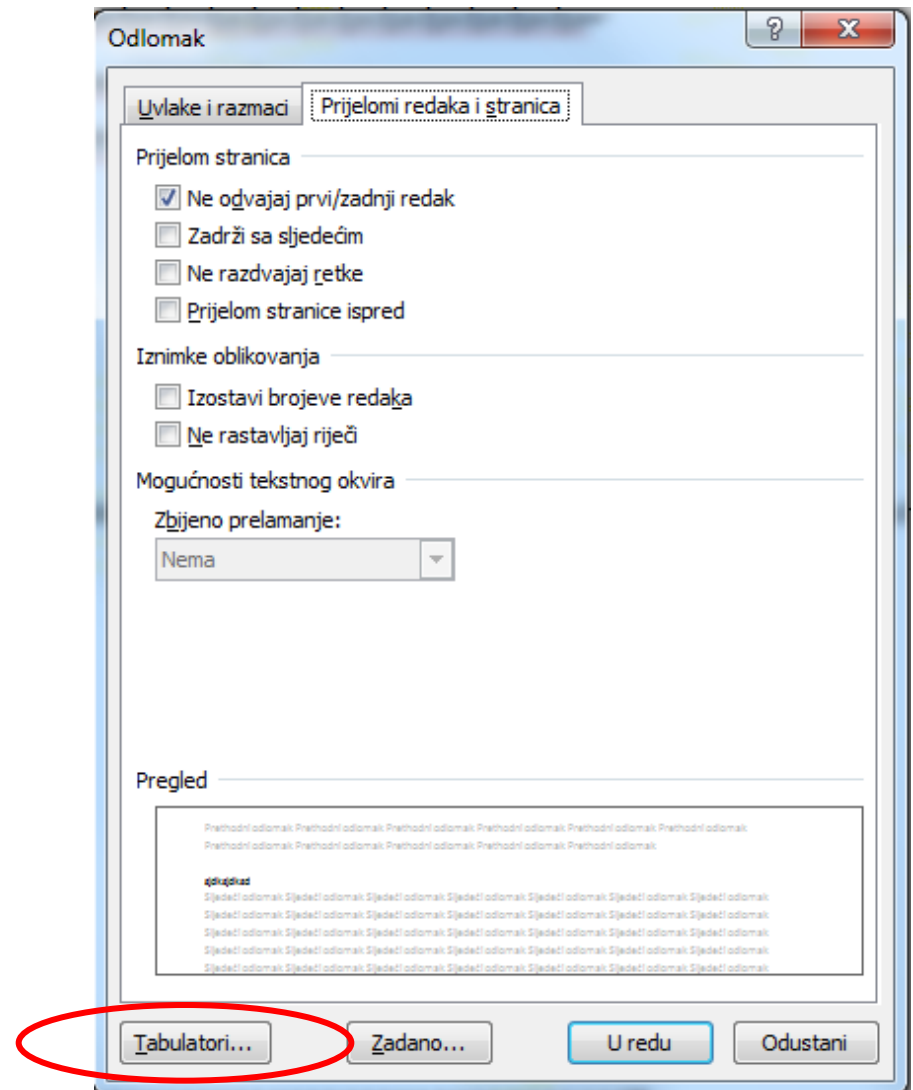 Odlomak
Uvlake i razmaci
Prijelomi redaka i stranica
Prijelom stranica
Ne odvajaj prvi/zadnji redak
Zadrži sa sljedećim
Ne razdvajaj retke
Prijelom stranice ispred
Iznimke oblikovanja
Izostavi brojeve redaka
Ne rastavljaj riječi
Mogućnosti tekstnog okvira
Zbijeno prelamanje:
Nema
Pregled
Prethodni odlomak Prethodni odlomak Prethodni odlomak Prethodni odlomak Prethodni odlomak Prethodni odlomak
Prethodni odlomak Prethodni odlomak Prethodni odlomak Prethodni odlomak Prethodni odlomak
Sljedeći odlomak Sljedeći odlomak Sljedeći odlomak Sljedeći odlomak Sljedeći odlomak Sljedeći odlomak Sljedeći odlomak
Sljedeći odlomak Sljedeći odlomak Sljedeći odlomak Sljedeći odlomak Sljedeći odlomak Sljedeći odlomak Sljedeći odlomak
Sljedeći odlomak Sljedeći odlomak Sljedeći odlomak Sljedeći odlomak Sljedeći odlomak Sljedeći odlomak Sljedeći odlomak
Sljedeći odlomak Sljedeći odlomak Sljedeći odlomak Sljedeći odlomak Sljedeći odlomak Sljedeći odlomak Sljedeći odlomak
Sljedeći odlomak Sljedeći odlomak Sljedeći odlomak Sljedeći odlomak Sljedeći odlomak Sljedeći odlomak Sljedeći odlomak
Tabulatori...
Zadano...
U redu
Odustani